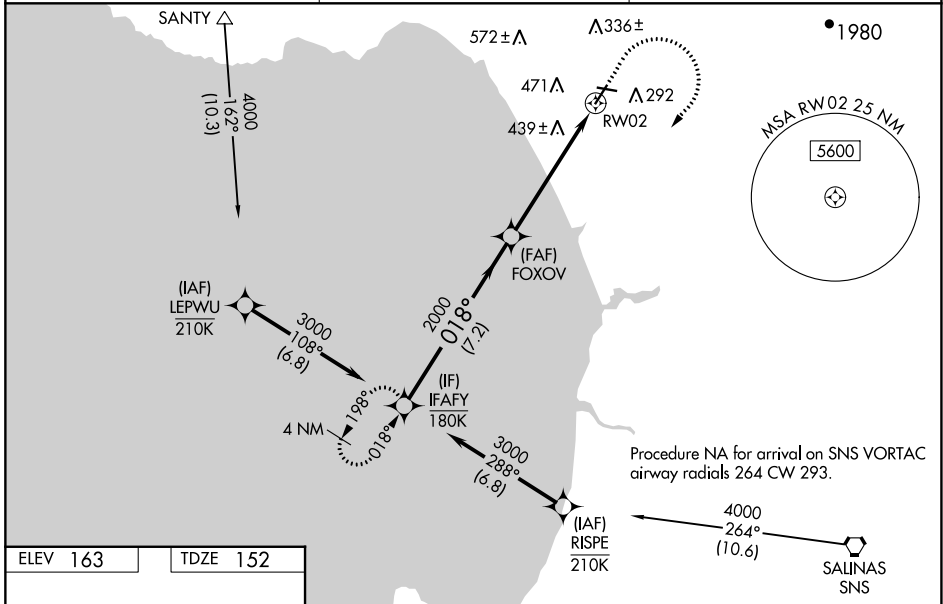 SANTY
4000
162°
(10.3)
572±
336±
1980
471
292
439±
RW02
MSA RW02 25 NM
5600
(FAF)
FOXOV
(IAF)
LEPWU
210K
3000
108°
(6.8)
2000
018°
(7.2)
(IF)
IFAFY
180K
4 NM
198°
018°
3000
288°
(6.8)
Procedure NA for arrival on SNS VORTAC
airway radials 264 CW 293.
(IAF)
RISPE
210K
4000
264°
(10.6)
SALINAS
SNS
ELEV 163
TDZE 152